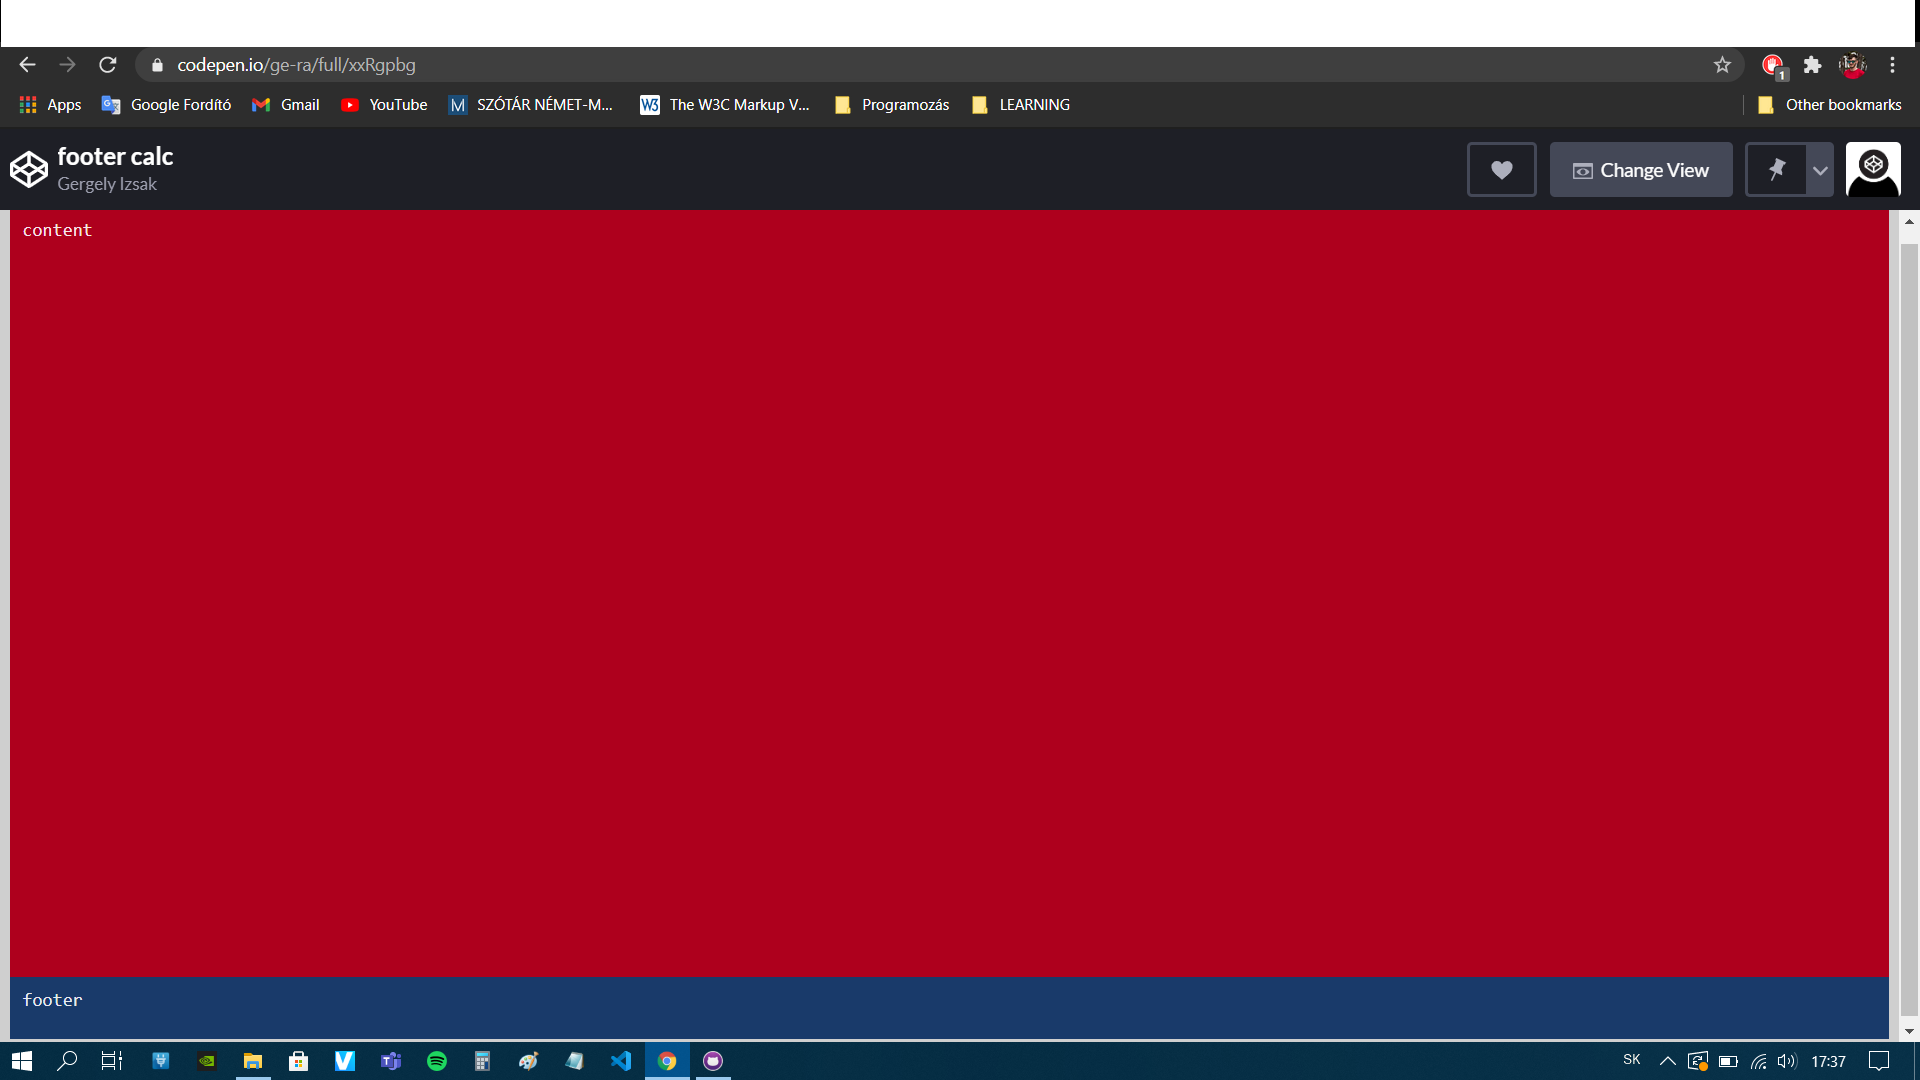 codepen.io/ge-ra/full/xxRgpbg
1
Apps Google Fordító Gmail YouTube SZÓTÁR NÉMET-M... The W3C Markup V... Programozás LEARNING Other bookmarks
footer calc
Gergely Izsak
Change View
content
footer
SK 17:37